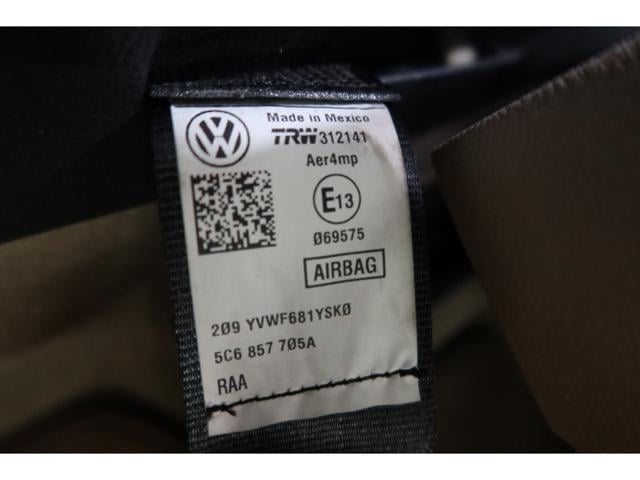 Made in Mexico
TRW 312141
Aer4mp
E13
Ø69575
AIRBAG
2Ø9 YVWF681YSKØ
5C6 857 7Ø5A
RAA